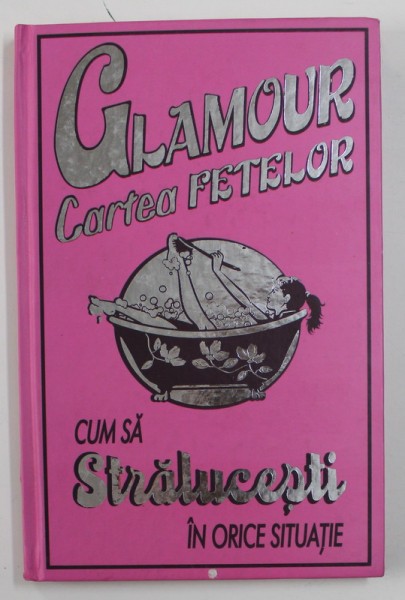 GLAMOUR
Cartea FETELOR
CUM SĂ
Strălucești
ÎN ORICE SITUAȚIE